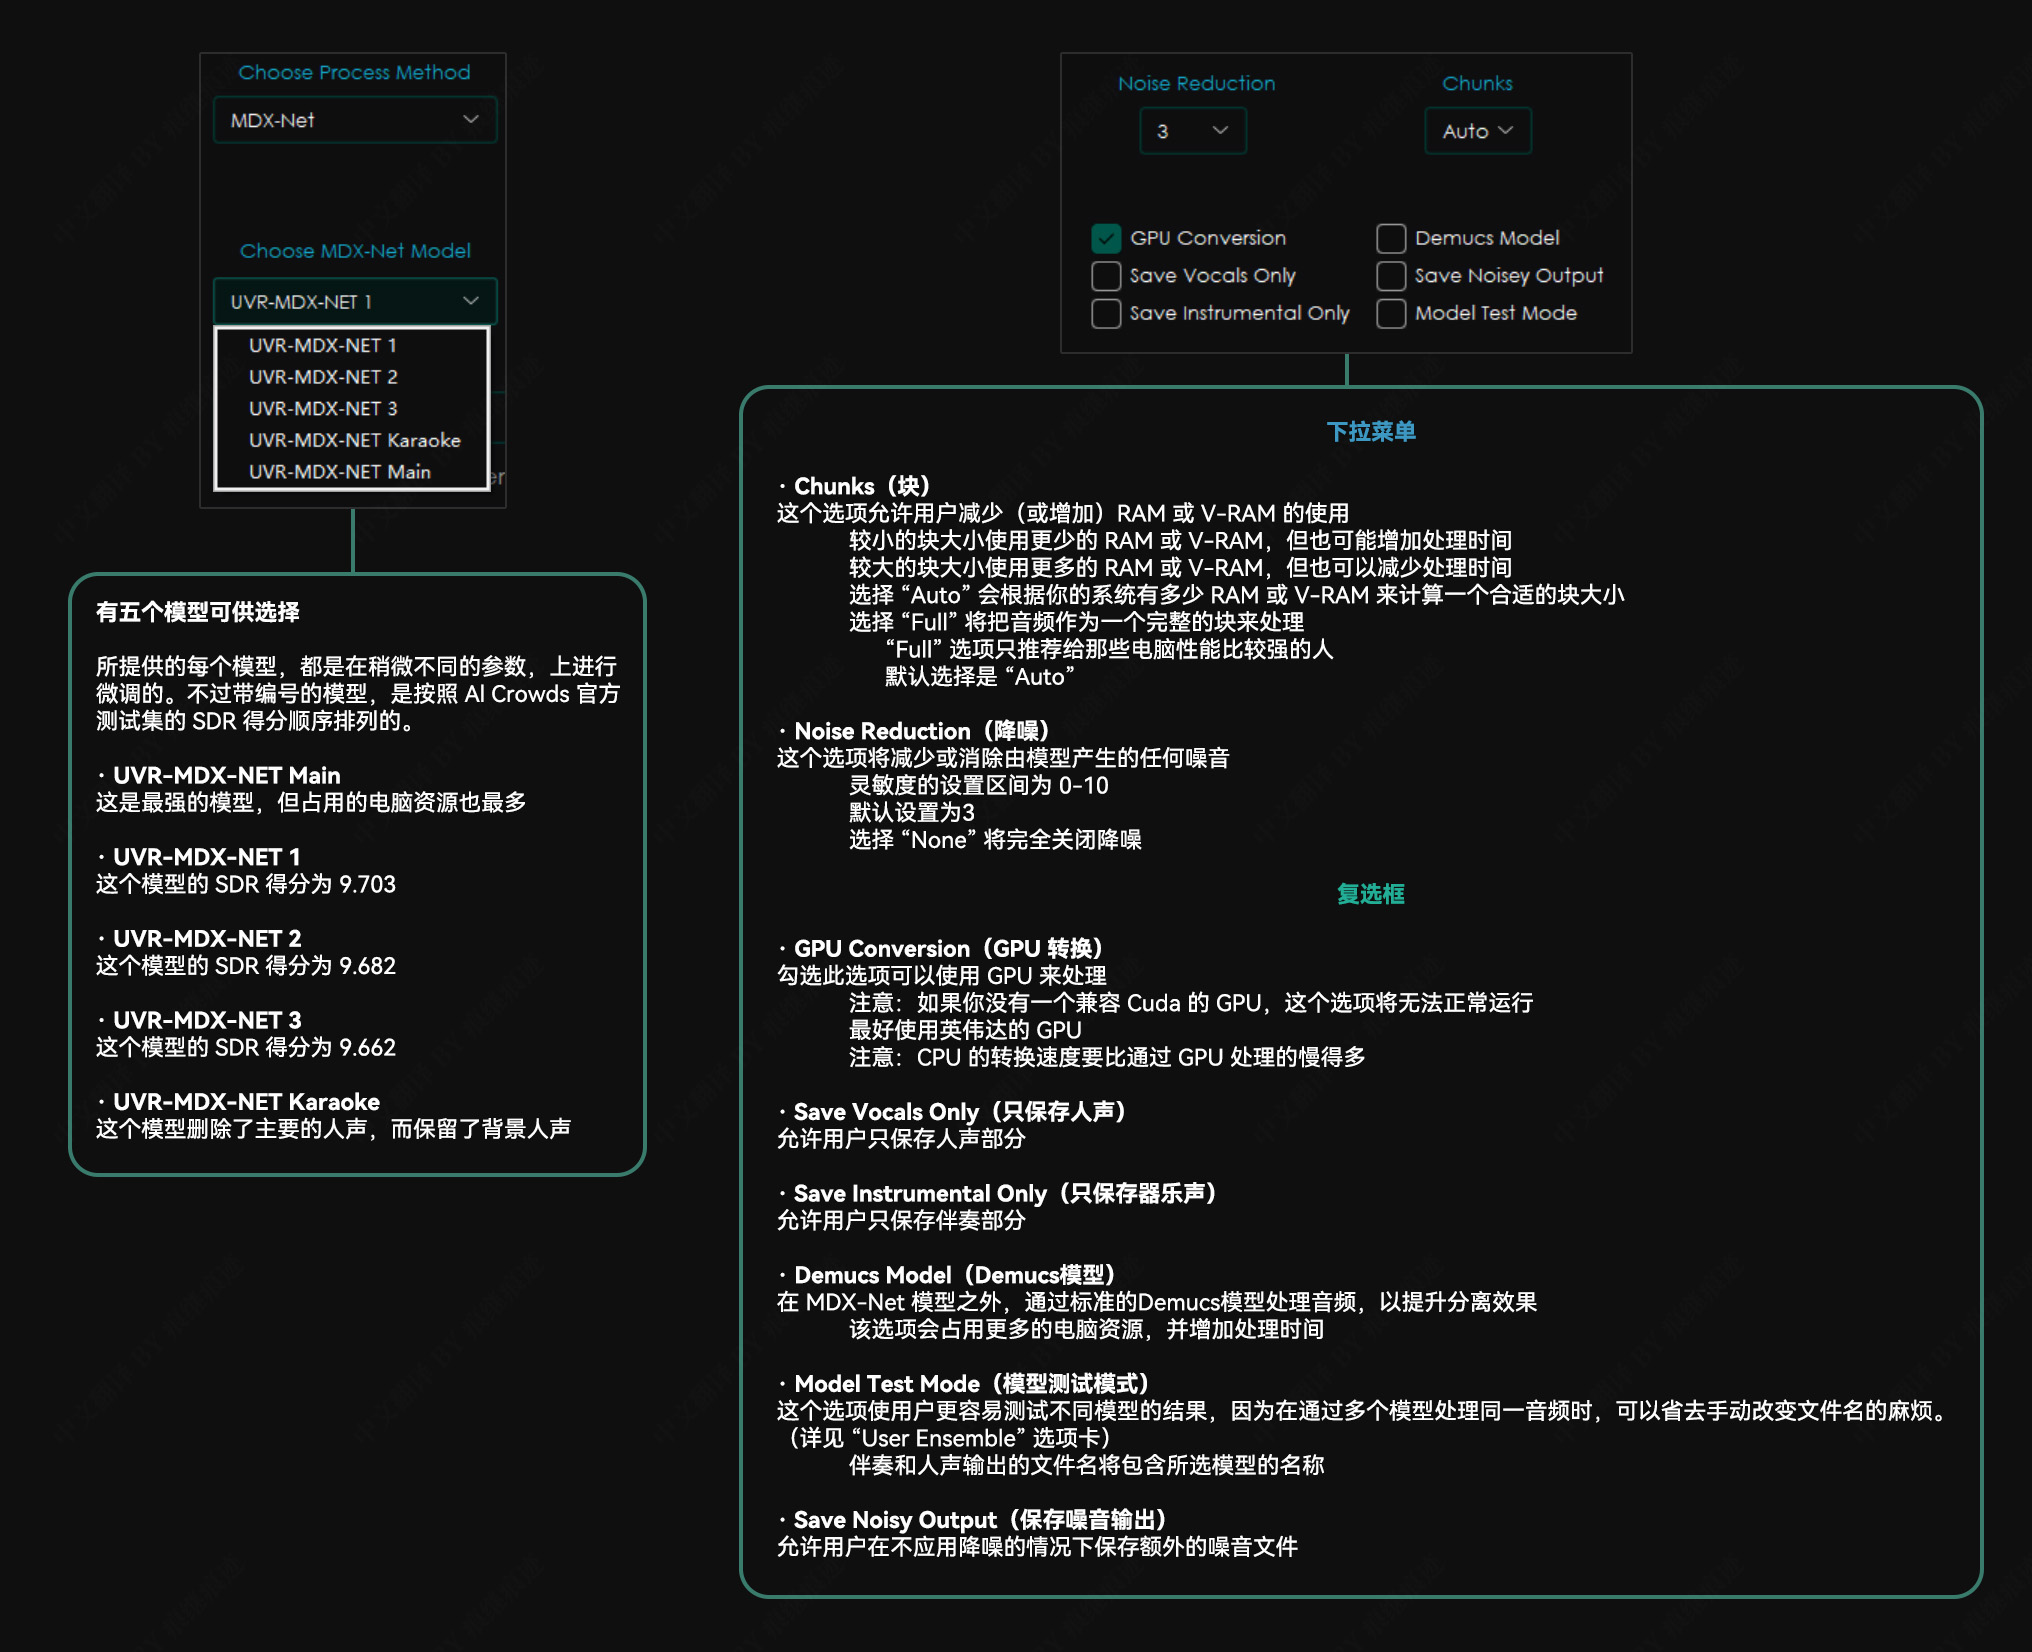 Choose Process Method
MDX-Net
Choose MDX-Net Model
UVR-MDX-NET 1
UVR-MDX-NET 1
UVR-MDX-NET 2
UVR-MDX-NET 3
UVR-MDX-NET Karaoke
UVR-MDX-NET Main
er
有五个模型可供选择
所提供的每个模型，都是在稍微不同的参数，上进行
微调的。不过带编号的模型，是按照 AI Crowds 官方
测试集的 SDR 得分顺序排列的。
· UVR-MDX-NET Main
这是最强的模型，但占用的电脑资源也最多
· UVR-MDX-NET 1
这个模型的 SDR 得分为 9.703
· UVR-MDX-NET 2
这个模型的 SDR 得分为 9.682
· UVR-MDX-NET 3
这个模型的 SDR 得分为 9.662
· UVR-MDX-NET Karaoke
这个模型删除了主要的人声，而保留了背景人声
Noise Reduction
Chunks
3
Auto
GPU Conversion
Demucs Model
Save Vocals Only
Save Noisey Output
Save Instrumental Only
Model Test Mode
下拉菜单
· Chunks（块）
这个选项允许用户减少（或增加）RAM 或 V-RAM 的使用
较小的块大小使用更少的 RAM 或 V-RAM，但也可能增加处理时间
较大的块大小使用更多的 RAM 或 V-RAM，但也可以减少处理时间
选择 “Auto” 会根据你的系统有多少 RAM 或 V-RAM 来计算一个合适的块大小
选择 “Full” 将把音频作为一个完整的块来处理
“Full” 选项只推荐给那些电脑性能比较强的人
默认选择是 “Auto”
· Noise Reduction（降噪）
这个选项将减少或消除由模型产生的任何噪音
灵敏度的设置区间为 0-10
默认设置为3
选择 “None” 将完全关闭降噪
复选框
· GPU Conversion（GPU 转换）
勾选此选项可以使用 GPU 来处理
注意：如果你没有一个兼容 Cuda 的 GPU，这个选项将无法正常运行
最好使用英伟达的 GPU
注意：CPU 的转换速度要比通过 GPU 处理的慢得多
· Save Vocals Only（只保存人声）
允许用户只保存人声部分
· Save Instrumental Only（只保存器乐声）
允许用户只保存伴奏部分
· Demucs Model（Demucs模型）
在 MDX-Net 模型之外，通过标准的Demucs模型处理音频，以提升分离效果
该选项会占用更多的电脑资源，并增加处理时间
· Model Test Mode（模型测试模式）
这个选项使用户更容易测试不同模型的结果，因为在通过多个模型处理同一音频时，可以省去手动改变文件名的麻烦。
（详见 “User Ensemble” 选项卡）
伴奏和人声输出的文件名将包含所选模型的名称
· Save Noisy Output（保存噪音输出）
允许用户在不应用降噪的情况下保存额外的噪音文件